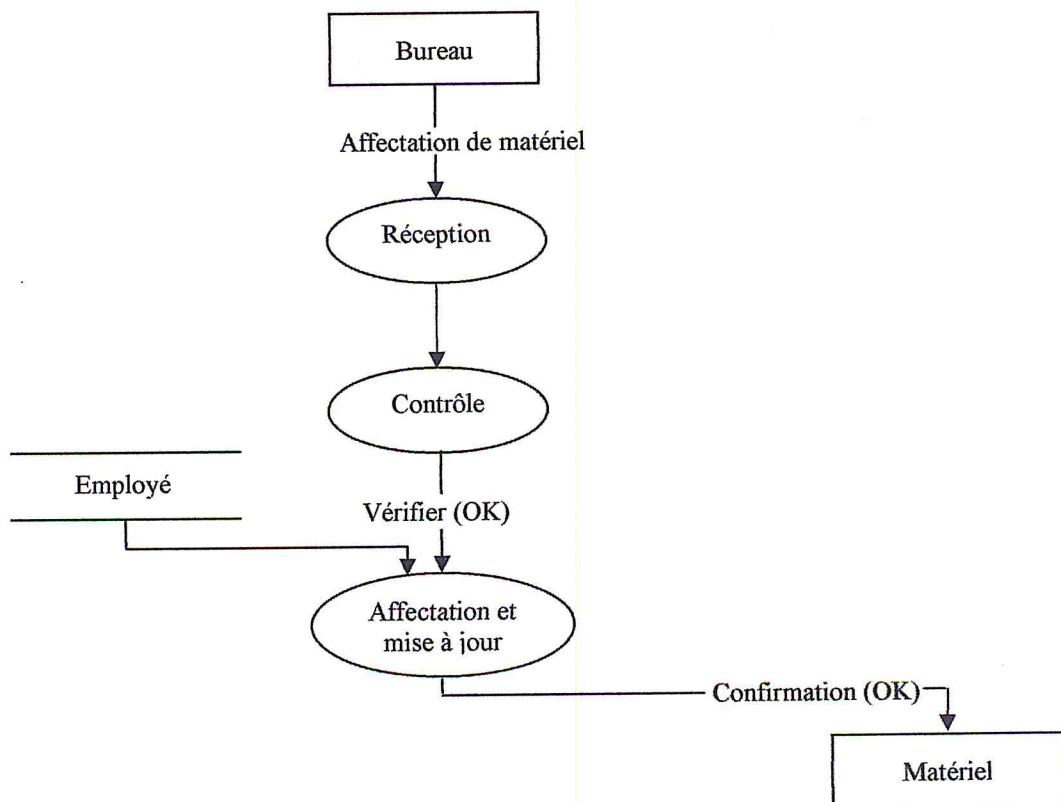 Bureau
Affectation de matériel
Réception
Contrôle
Employé
Vérifier (OK)
Affectation et
mise à jour
Confirmation (OK)
Matériel